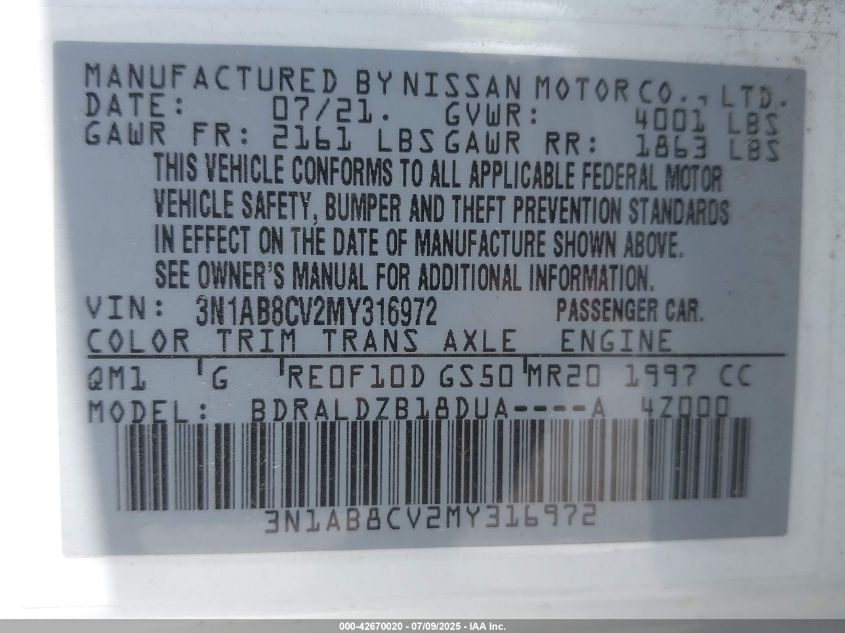 MANUFACTURED BY NISSAN MOTOR CO., LTD.
DATE: 07/21. GVWR: 4001 LBS
GAWR FR: 2161 LBS GAWR RR: 1863 LBS
THIS VEHICLE CONFORMS TO ALL APPLICABLE FEDERAL MOTOR
VEHICLE SAFETY, BUMPER AND THEFT PREVENTION STANDARDS
IN EFFECT ON THE DATE OF MANUFACTURE SHOWN ABOVE.
SEE OWNER'S MANUAL FOR ADDITIONAL INFORMATION.
VIN: 3N1AB8CV2MY316972 PASSENGER CAR.
COLOR TRIM TRANS AXLE ENGINE
QM1 G RE0F10D GS50 MR20 1997 CC
MODEL: BDRALDZB18DUA----A 4Z000
3N1AB8CV2MY316972
000-42670020 - 07/09/2025 - IAA Inc.